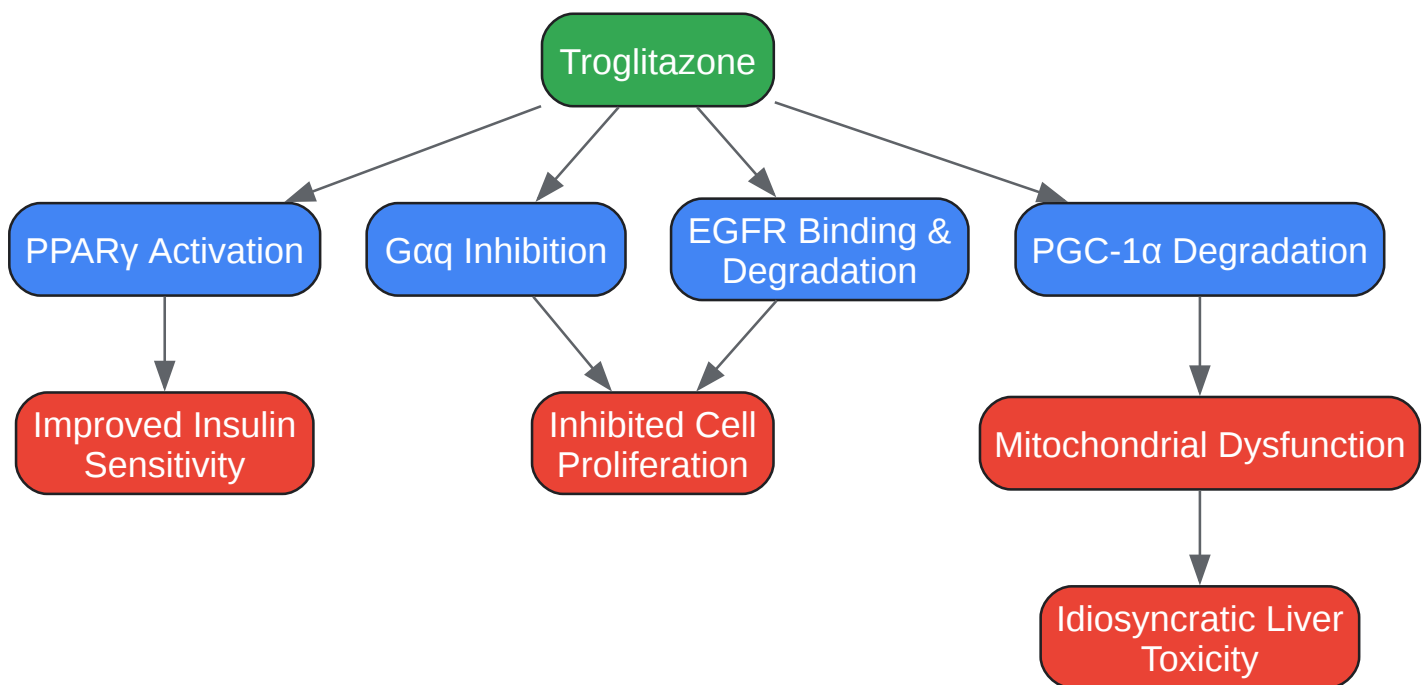 Troglitazone
PPARγ Activation
Gαq Inhibition
EGFR Binding &
Degradation
PGC-1α Degradation
Improved Insulin
Sensitivity
Inhibited Cell
Proliferation
Mitochondrial Dysfunction
Idiosyncratic Liver
Toxicity